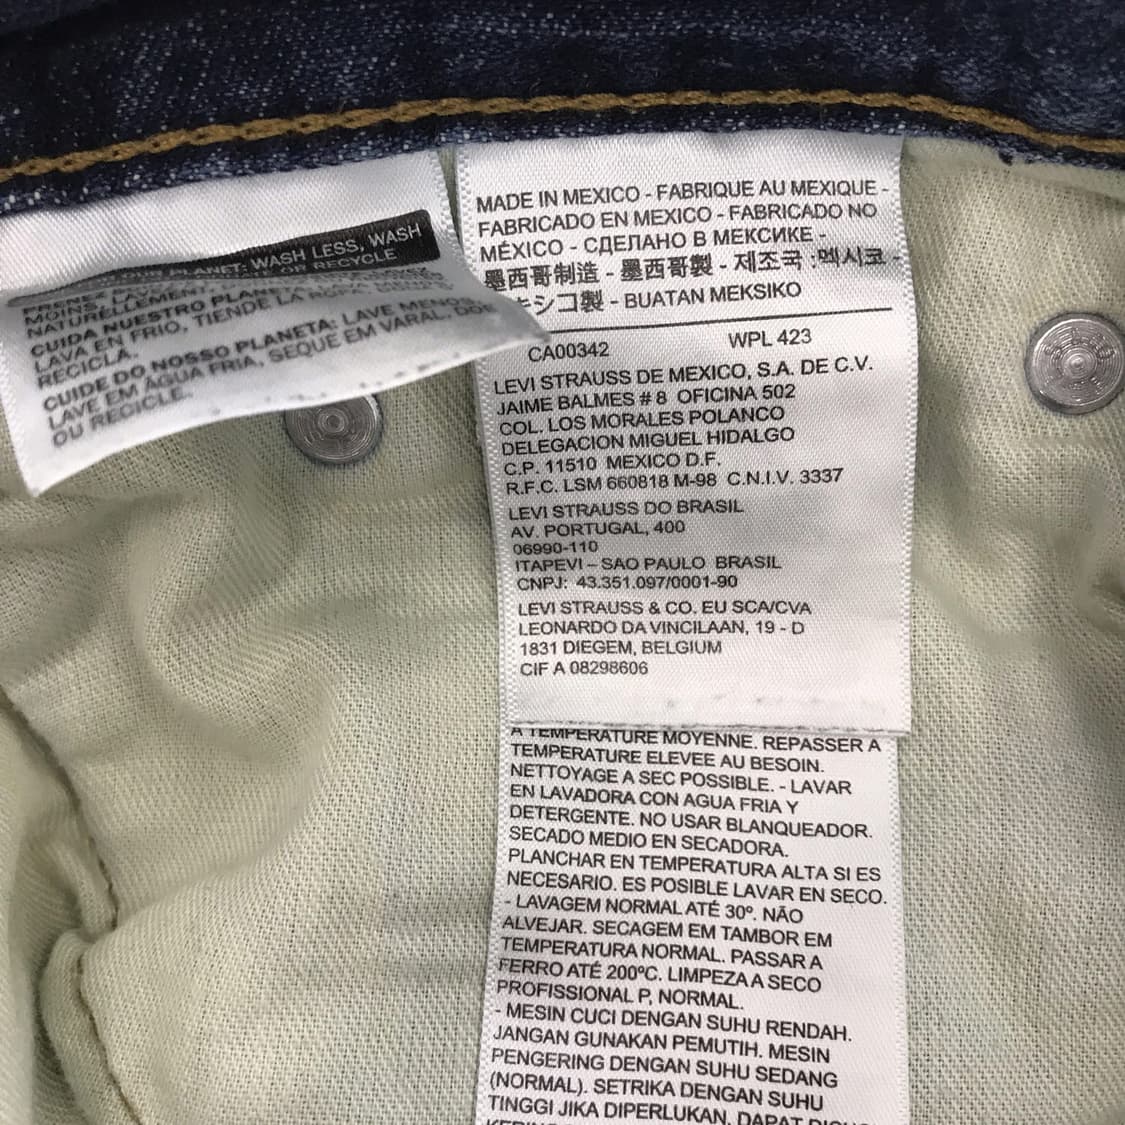 PLANET: WASH LESS, WASH
OR RECYCLE
MOINS,
NATURELLEMENT,
CUIDA NUESTRO PLANETA: LAVA MENOS,
LAVA EN FRIO, TIENDE LA ROPA
RECICLA.
CUIDE DO NOSSO PLANETA: LAVE MENOS,
LAVE EM ÁGUA FRIA, SEQUE EM VARAL, DOE
OU RECICLE.
MADE IN MEXICO - FABRIQUE AU MEXIQUE -
FABRICADO EN MEXICO - FABRICADO NO
MÉXICO - СДЕЛАНО В МЕКСИКЕ -
墨西哥制造 - 墨西哥製 - 제조국 :멕시코 -
キシコ製 - BUATAN MEKSIKO
CA00342 WPL 423
LEVI STRAUSS DE MEXICO, S.A. DE C.V.
JAIME BALMES # 8 OFICINA 502
COL. LOS MORALES POLANCO
DELEGACION MIGUEL HIDALGO
C.P. 11510 MEXICO D.F.
R.F.C. LSM 660818 M-98 C.N.I.V. 3337
LEVI STRAUSS DO BRASIL
AV. PORTUGAL, 400
06990-110
ITAPEVI – SAO PAULO BRASIL
CNPJ: 43.351.097/0001-90
LEVI STRAUSS & CO. EU SCA/CVA
LEONARDO DA VINCILAAN, 19 - D
1831 DIEGEM, BELGIUM
CIF A 08298606
A TEMPERATURE MOYENNE. REPASSER A
TEMPERATURE ELEVEE AU BESOIN.
NETTOYAGE A SEC POSSIBLE. - LAVAR
EN LAVADORA CON AGUA FRIA Y
DETERGENTE. NO USAR BLANQUEADOR.
SECADO MEDIO EN SECADORA.
PLANCHAR EN TEMPERATURA ALTA SI ES
NECESARIO. ES POSIBLE LAVAR EN SECO.
- LAVAGEM NORMAL ATÉ 30º. NÃO
ALVEJAR. SECAGEM EM TAMBOR EM
TEMPERATURA NORMAL. PASSAR A
FERRO ATÉ 200ºC. LIMPEZA A SECO
PROFISSIONAL P, NORMAL.
- MESIN CUCI DENGAN SUHU RENDAH.
JANGAN GUNAKAN PEMUTIH. MESIN
PENGERING DENGAN SUHU SEDANG
(NORMAL). SETRIKA DENGAN SUHU
TINGGI JIKA DIPERLUKAN, DAPAT